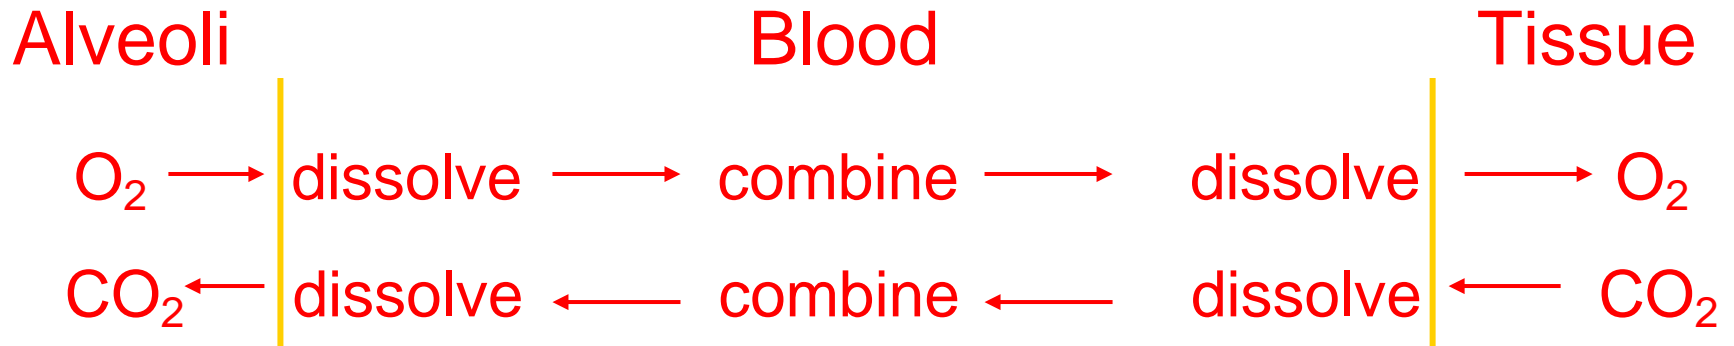 Alveoli Blood Tissue
O₂ dissolve combine dissolve O₂
CO₂ dissolve combine dissolve CO₂